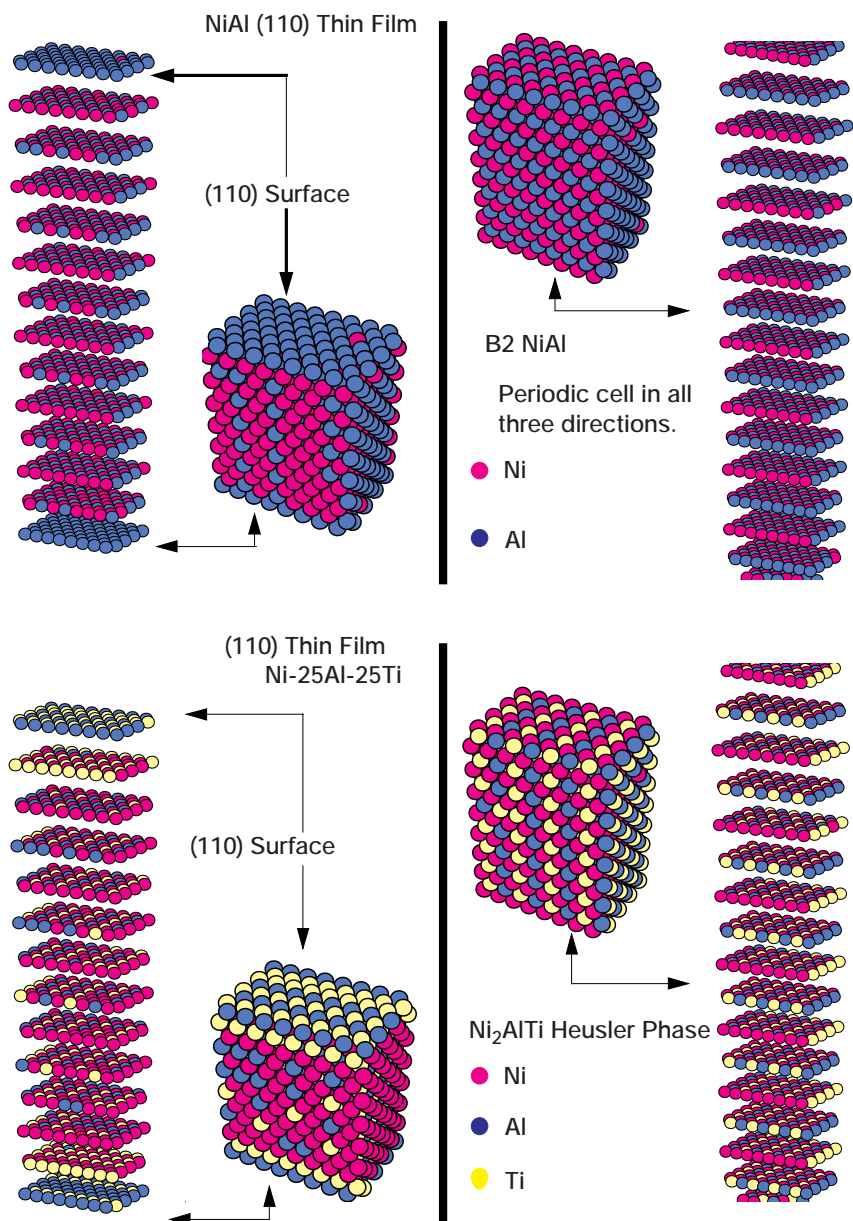 NiAl (110) Thin Film
(110) Surface
B2 NiAl
Periodic cell in all
three directions.
Ni
Al
(110) Thin Film
Ni-25Al-25Ti
(110) Surface
Ni₂AlTi Heusler Phase
Ni
Al
Ti